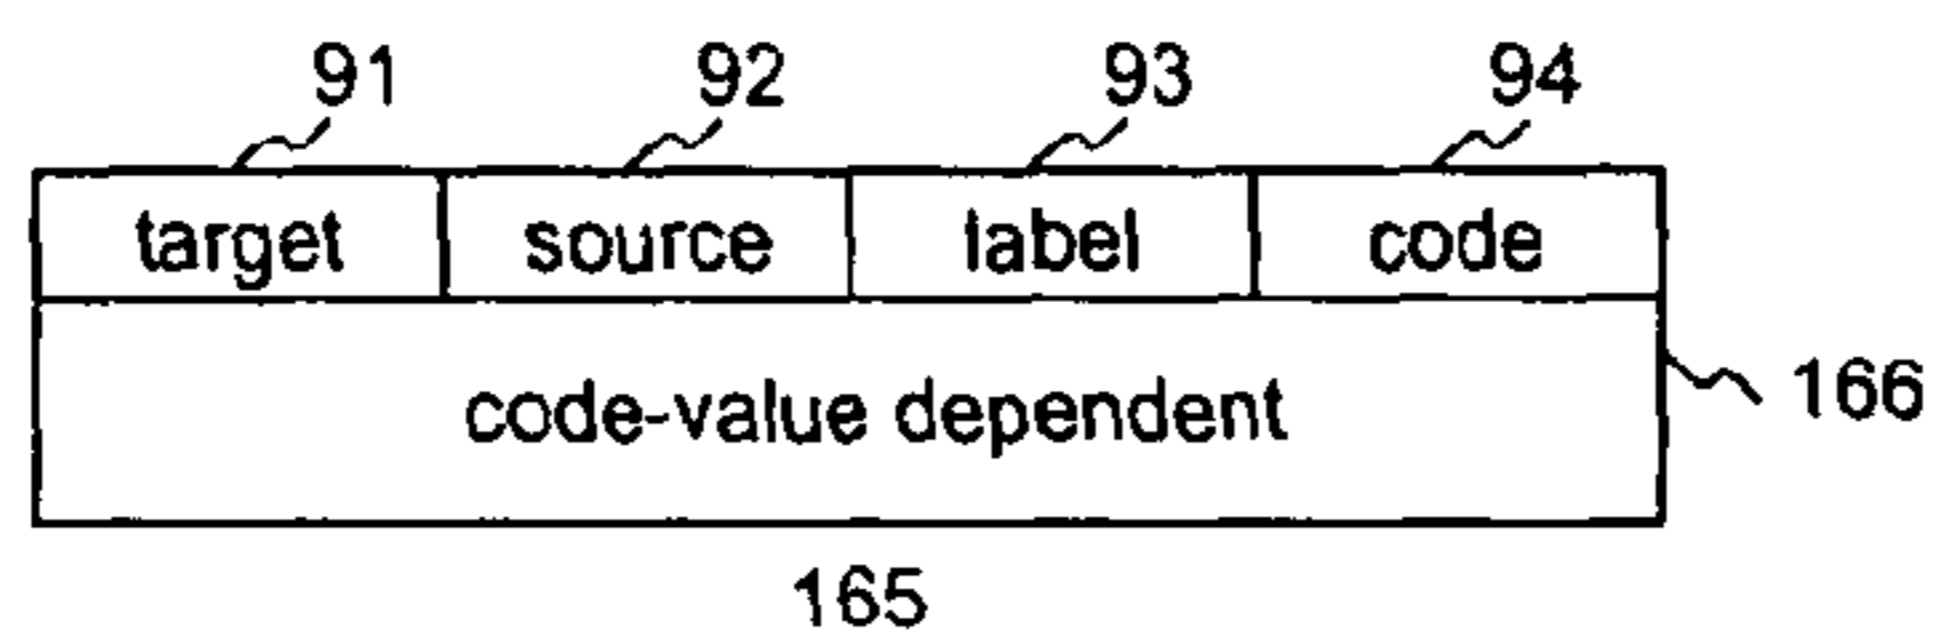 91 92 93 94
target source label code
code-value dependent
166
165